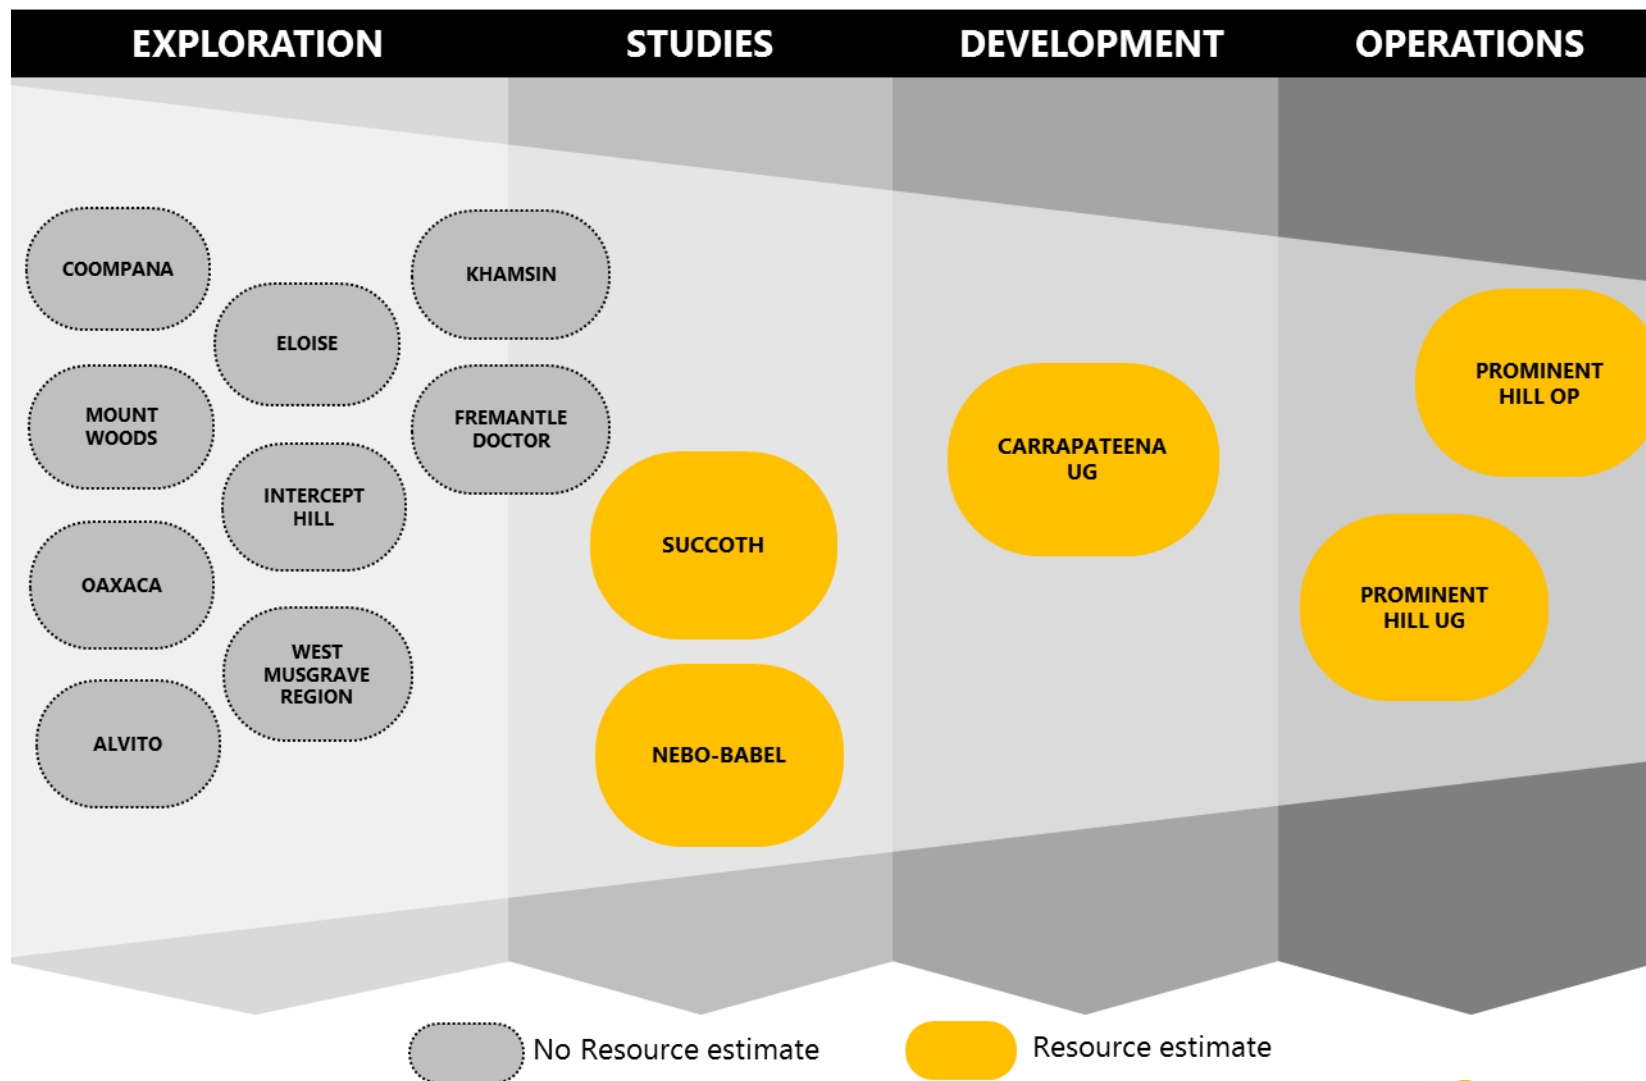 EXPLORATION
STUDIES
DEVELOPMENT
OPERATIONS
COOMPANA
MOUNT
WOODS
OAXACA
ALVITO
ELOISE
INTERCEPT
HILL
WEST
MUSGRAVE
REGION
KHAMSIN
FREMANTLE
DOCTOR
SUCCOTH
NEBO-BABEL
CARRAPATEENA
UG
PROMINENT
HILL OP
PROMINENT
HILL UG
No Resource estimate
Resource estimate